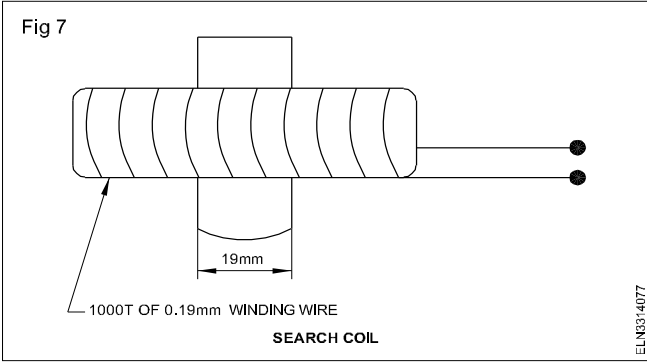 Fig 7
19mm
1000T OF 0.19mm WINDING WIRE
SEARCH COIL
ELN3314077